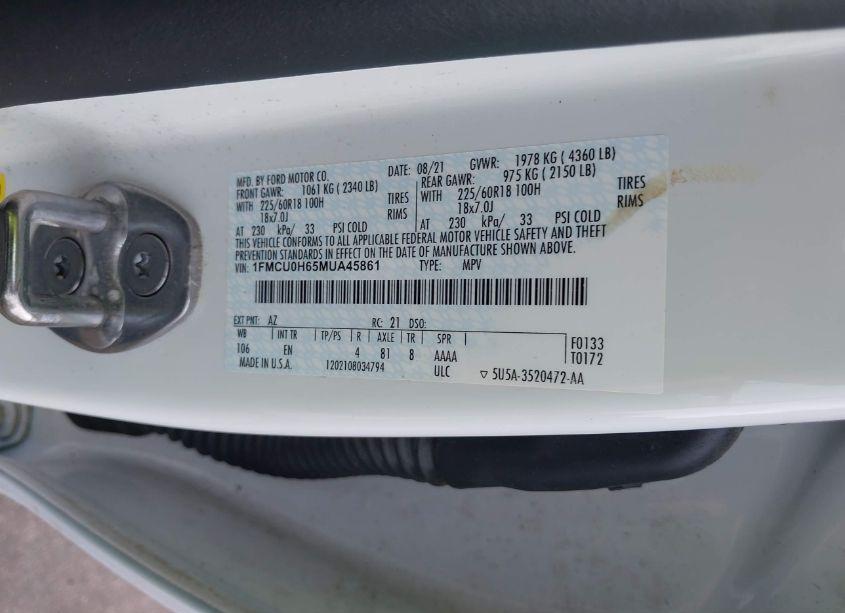 MFD. BY FORD MOTOR CO. DATE: 08/21 GVWR: 1978 KG ( 4360 LB)
FRONT GAWR: 1061 KG ( 2340 LB) REAR GAWR: 975 KG ( 2150 LB)
WITH 225/60R18 100H TIRES WITH 225/60R18 100H TIRES
18x7.0J RIMS 18x7.0J RIMS
AT 230 kPa/ 33 PSI COLD AT 230 kPa/ 33 PSI COLD
THIS VEHICLE CONFORMS TO ALL APPLICABLE FEDERAL MOTOR VEHICLE SAFETY AND THEFT
PREVENTION STANDARDS IN EFFECT ON THE DATE OF MANUFACTURE SHOWN ABOVE.
VIN: 1FMCU0H65MUA45861 TYPE: MPV
EXT PNT: AZ RC: 21 DSO:
WB INT TR TP/PS R AXLE TR SPR F0133
106 EN 4 81 8 AAAA T0172
MADE IN U.S.A. 1202108034794 ULC ▽ 5U5A-3520472-AA